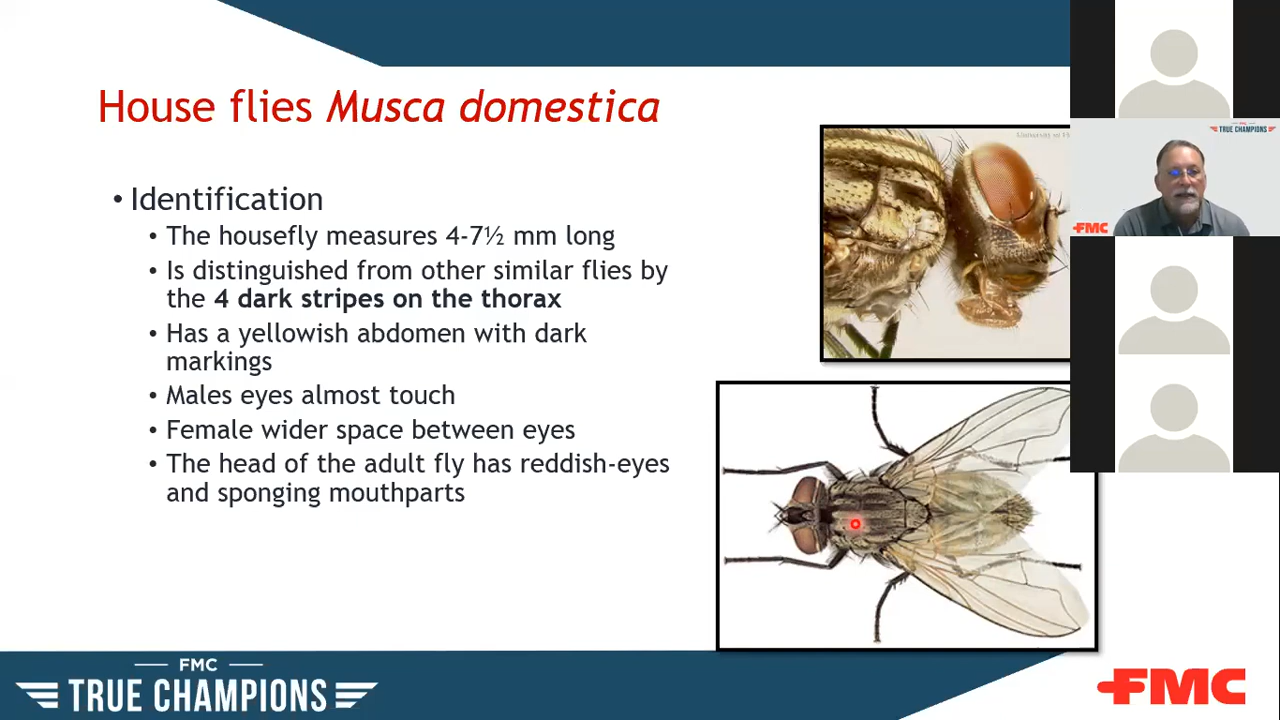 House flies Musca domestica
• Identification
• The housefly measures 4-7½ mm long
• Is distinguished from other similar flies by
the 4 dark stripes on the thorax
• Has a yellowish abdomen with dark
markings
• Males eyes almost touch
• Female wider space between eyes
• The head of the adult fly has reddish-eyes
and sponging mouthparts
University
TRUE CHAMPIONS
FMC
FMC
TRUE CHAMPIONS
FMC